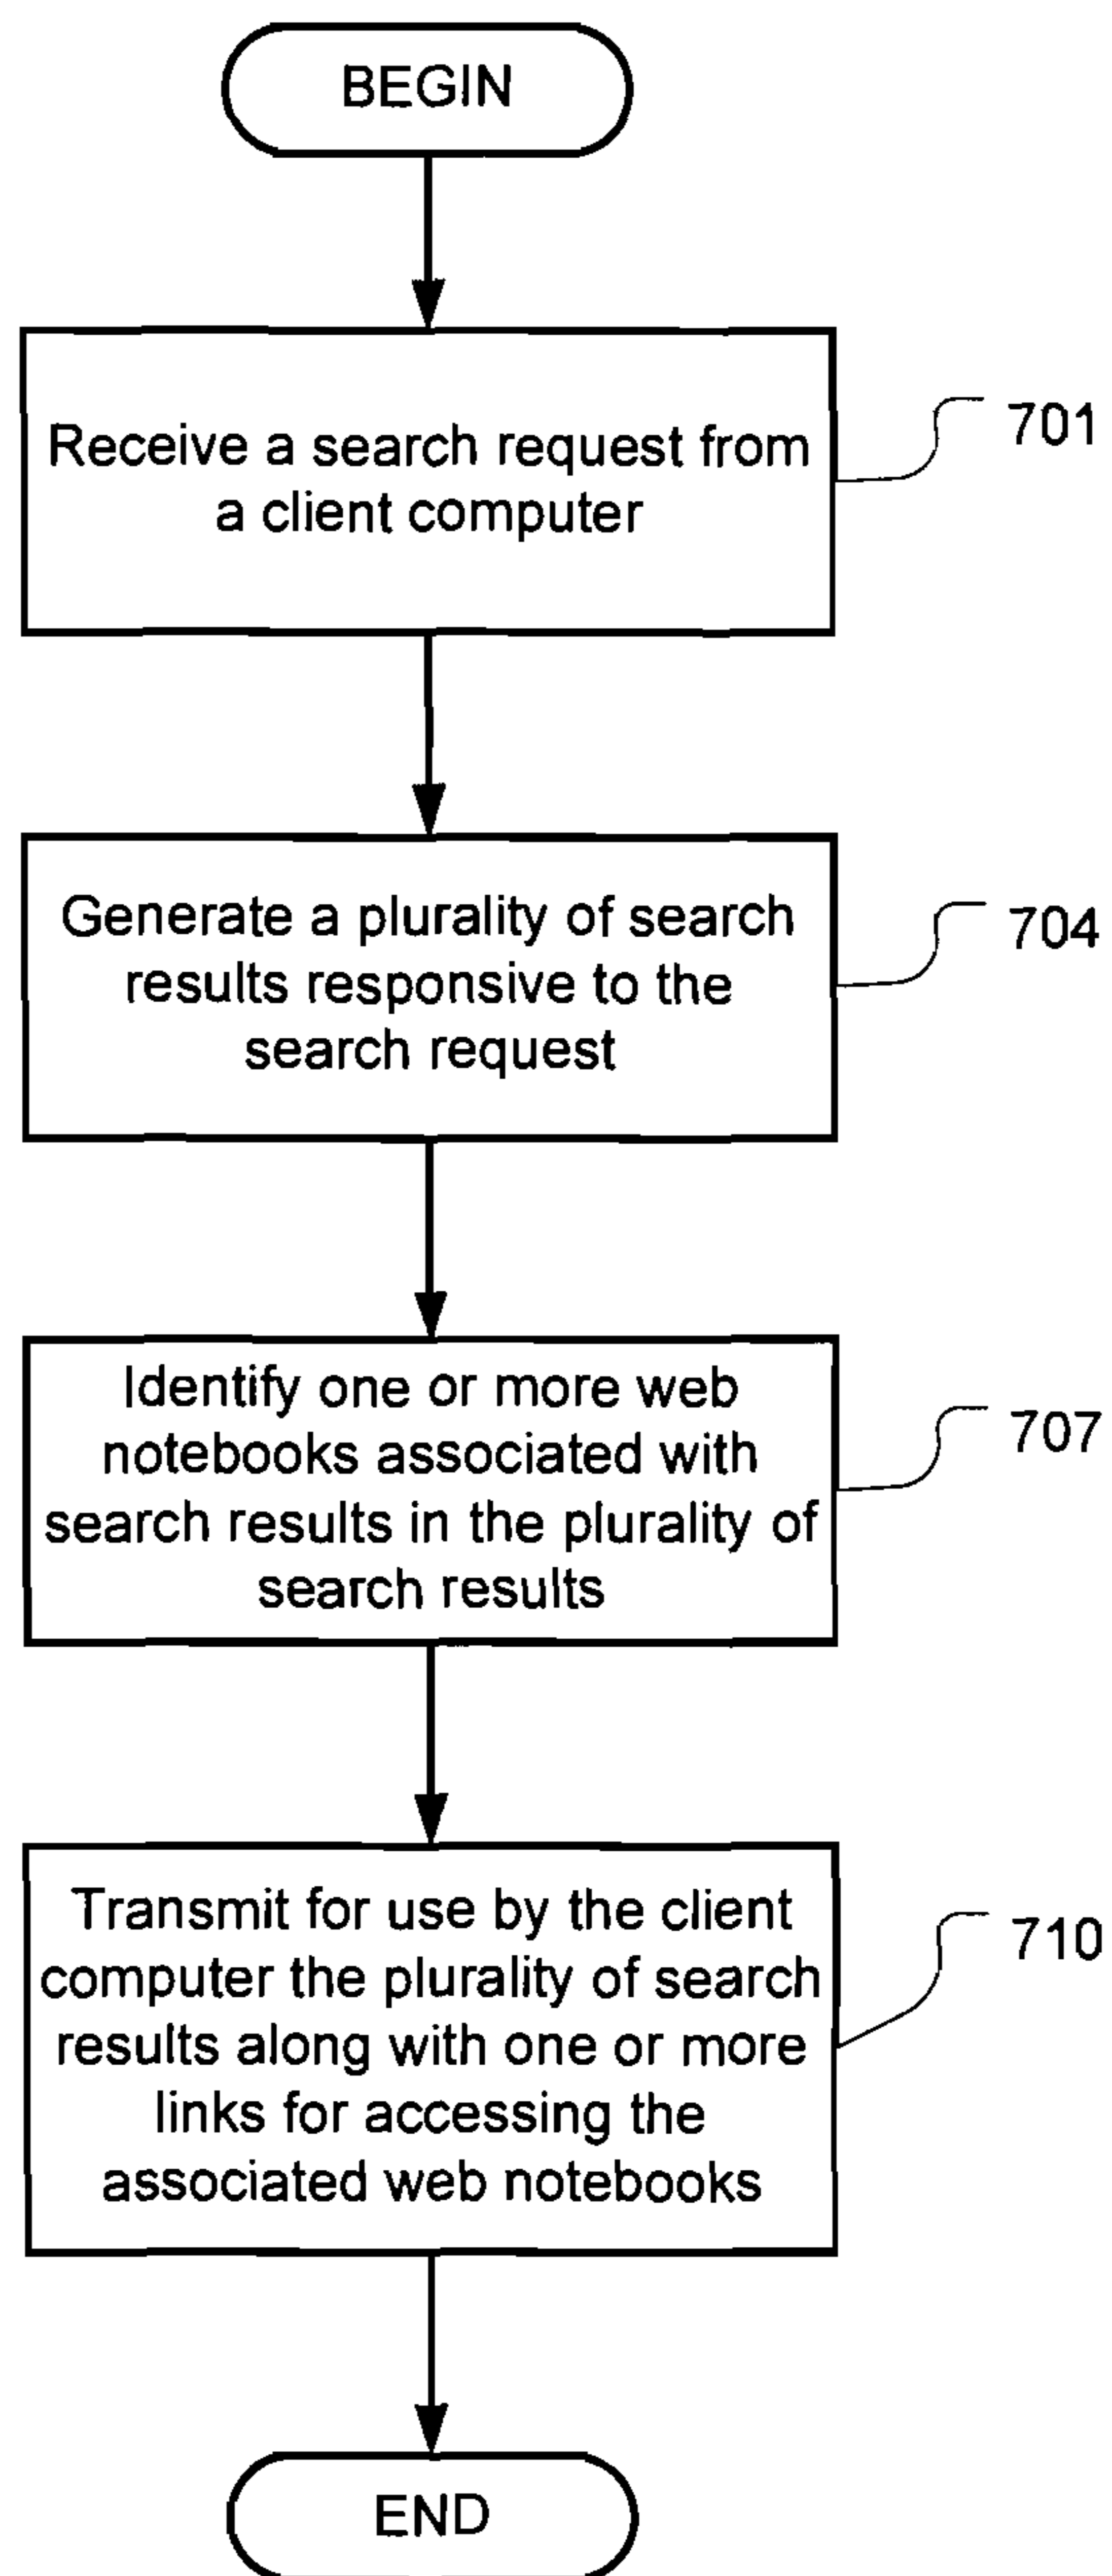 BEGIN
Receive a search request from
a client computer
701
Generate a plurality of search
results responsive to the
search request
704
Identify one or more web
notebooks associated with
search results in the plurality of
search results
707
Transmit for use by the client
computer the plurality of search
results along with one or more
links for accessing the
associated web notebooks
710
END